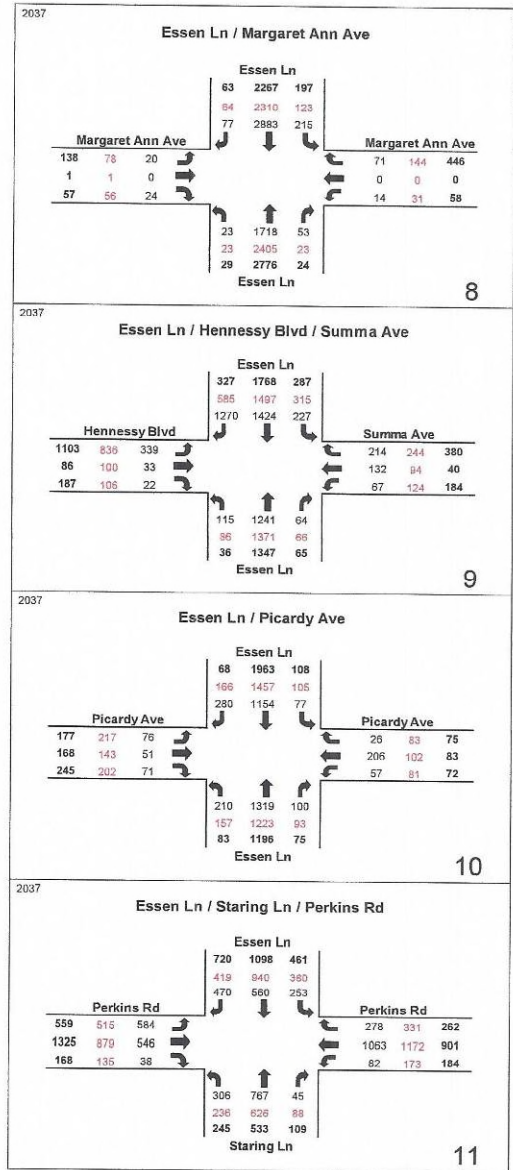 2037
Essen Ln / Margaret Ann Ave
Essen Ln
63 2267 197
64 2310 123
77 2883 215
Margaret Ann Ave
Margaret Ann Ave
138 78 20
71 144 446
1 1 0
0 0 0
57 56 24
14 31 58
23 1718 53
23 2405 23
29 2776 24
Essen Ln
8
2037
Essen Ln / Hennessy Blvd / Summa Ave
Essen Ln
327 1768 287
585 1497 315
1270 1424 227
Hennessy Blvd
Summa Ave
1103 836 339
214 244 380
86 100 33
132 94 40
187 106 22
67 124 184
115 1241 64
86 1371 66
36 1347 65
Essen Ln
9
2037
Essen Ln / Picardy Ave
Essen Ln
68 1963 108
166 1457 105
280 1154 77
Picardy Ave
Picardy Ave
177 217 76
26 83 75
168 143 51
206 102 83
245 202 71
57 81 72
210 1319 100
157 1223 93
83 1196 75
Essen Ln
10
2037
Essen Ln / Staring Ln / Perkins Rd
Essen Ln
720 1098 461
419 940 360
470 560 253
Perkins Rd
Perkins Rd
559 515 584
278 331 262
1325 879 546
1063 1172 901
168 135 38
82 173 184
306 767 45
236 626 88
245 533 109
Staring Ln
11